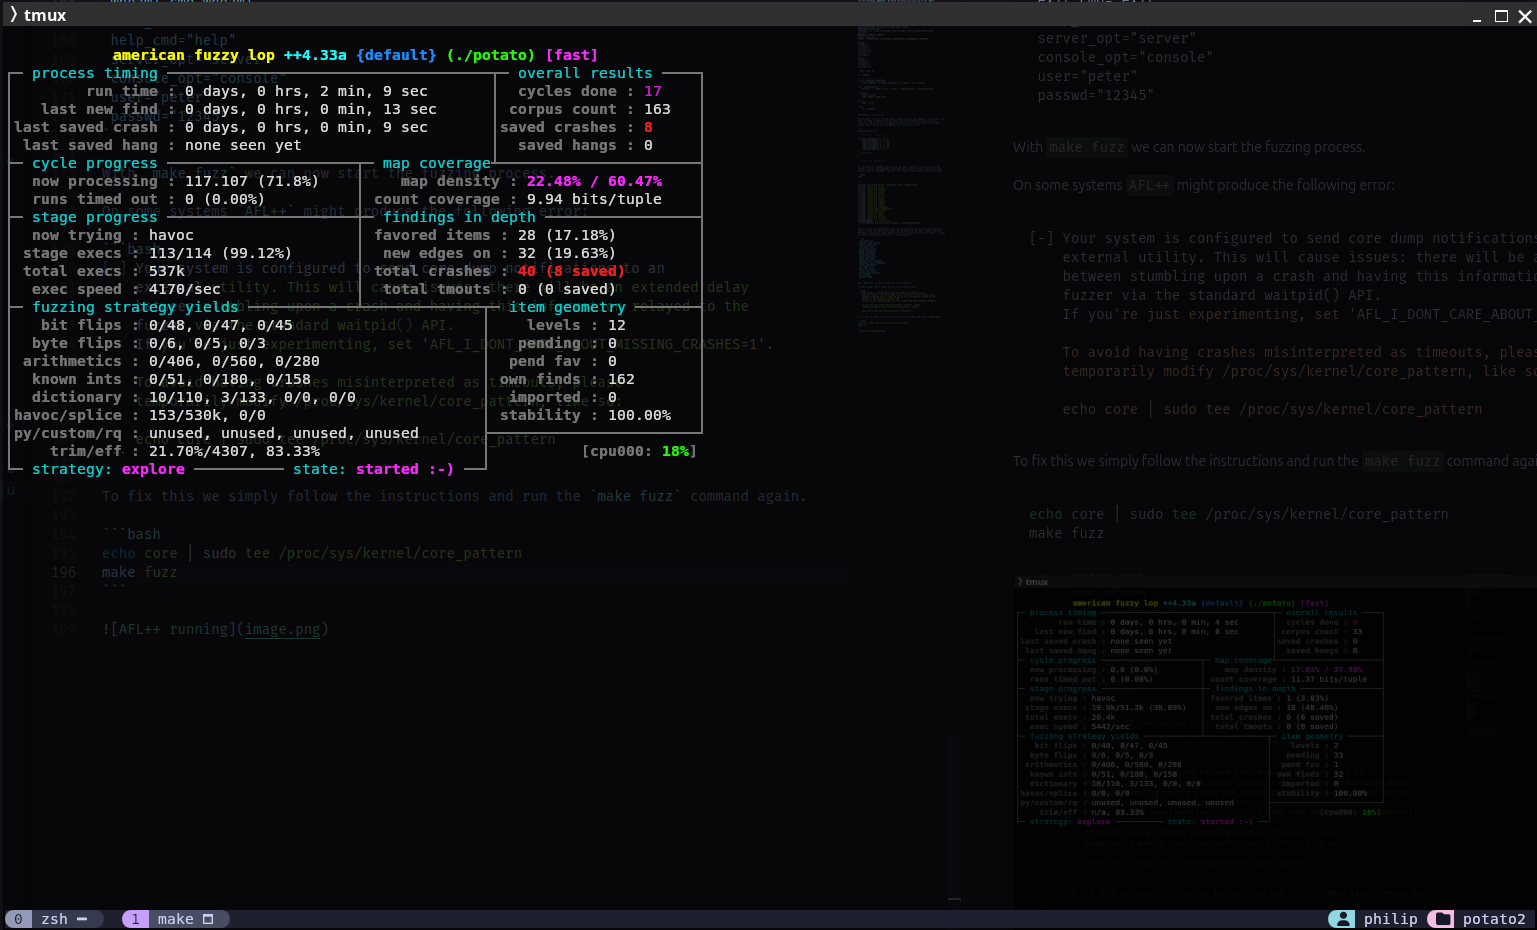 tmux
american fuzzy lop ++4.33a {default} (./potato) [fast]
process timing
run time : 0 days, 0 hrs, 2 min, 9 sec
last new find : 0 days, 0 hrs, 0 min, 13 sec
last saved crash : 0 days, 0 hrs, 0 min, 9 sec
last saved hang : none seen yet
overall results
cycles done : 17
corpus count : 163
saved crashes : 8
saved hangs : 0
cycle progress
now processing : 117.107 (71.8%)
runs timed out : 0 (0.00%)
map coverage
map density : 22.48% / 60.47%
count coverage : 9.94 bits/tuple
stage progress
now trying : havoc
stage execs : 113/114 (99.12%)
total execs : 537k
exec speed : 4170/sec
findings in depth
favored items : 28 (17.18%)
new edges on : 32 (19.63%)
total crashes : 40 (8 saved)
total tmouts : 0 (0 saved)
fuzzing strategy yields
bit flips : 0/48, 0/47, 0/45
byte flips : 0/6, 0/5, 0/3
arithmetics : 0/406, 0/560, 0/280
known ints : 0/51, 0/180, 0/158
dictionary : 10/110, 3/133, 0/0, 0/0
havoc/splice : 153/530k, 0/0
py/custom/rq : unused, unused, unused, unused
trim/eff : 21.70%/4307, 83.33%
item geometry
levels : 12
pending : 0
pend fav : 0
own finds : 162
imported : 0
stability : 100.00%
[cpu000: 18%]
strategy: explore
state: started :-)
help_cmd="help"
192 To fix this we simply follow the instructions and run the `make fuzz` command again.
193
194 ```bash
195 echo core | sudo tee /proc/sys/kernel/core_pattern
196 make fuzz
197 ```
198
199 ![AFL++ running](image.png)
server_opt="server"
console_opt="console"
user="peter"
passwd="12345"
With make fuzz we can now start the fuzzing process.
On some systems AFL++ might produce the following error:
[-] Your system is configured to send core dump notifications
external utility. This will cause issues: there will be
between stumbling upon a crash and having this
fuzzer via the standard waitpid() API.
If you're just experimenting, set 'AFL_I_DONT_CARE_ABOUT_
To avoid having crashes misinterpreted as timeouts,
temporarily modify /proc/sys/kernel/core_pattern, like
echo core | sudo tee /proc/sys/kernel/core_pattern
To fix this we simply follow the instructions and run the make fuzz command
echo core | sudo tee /proc/sys/kernel/core_pattern
make fuzz
tmux
american fuzzy lop ++4.33a {default} (./potato) [fast]
0 zsh
1 make
philip
potato2